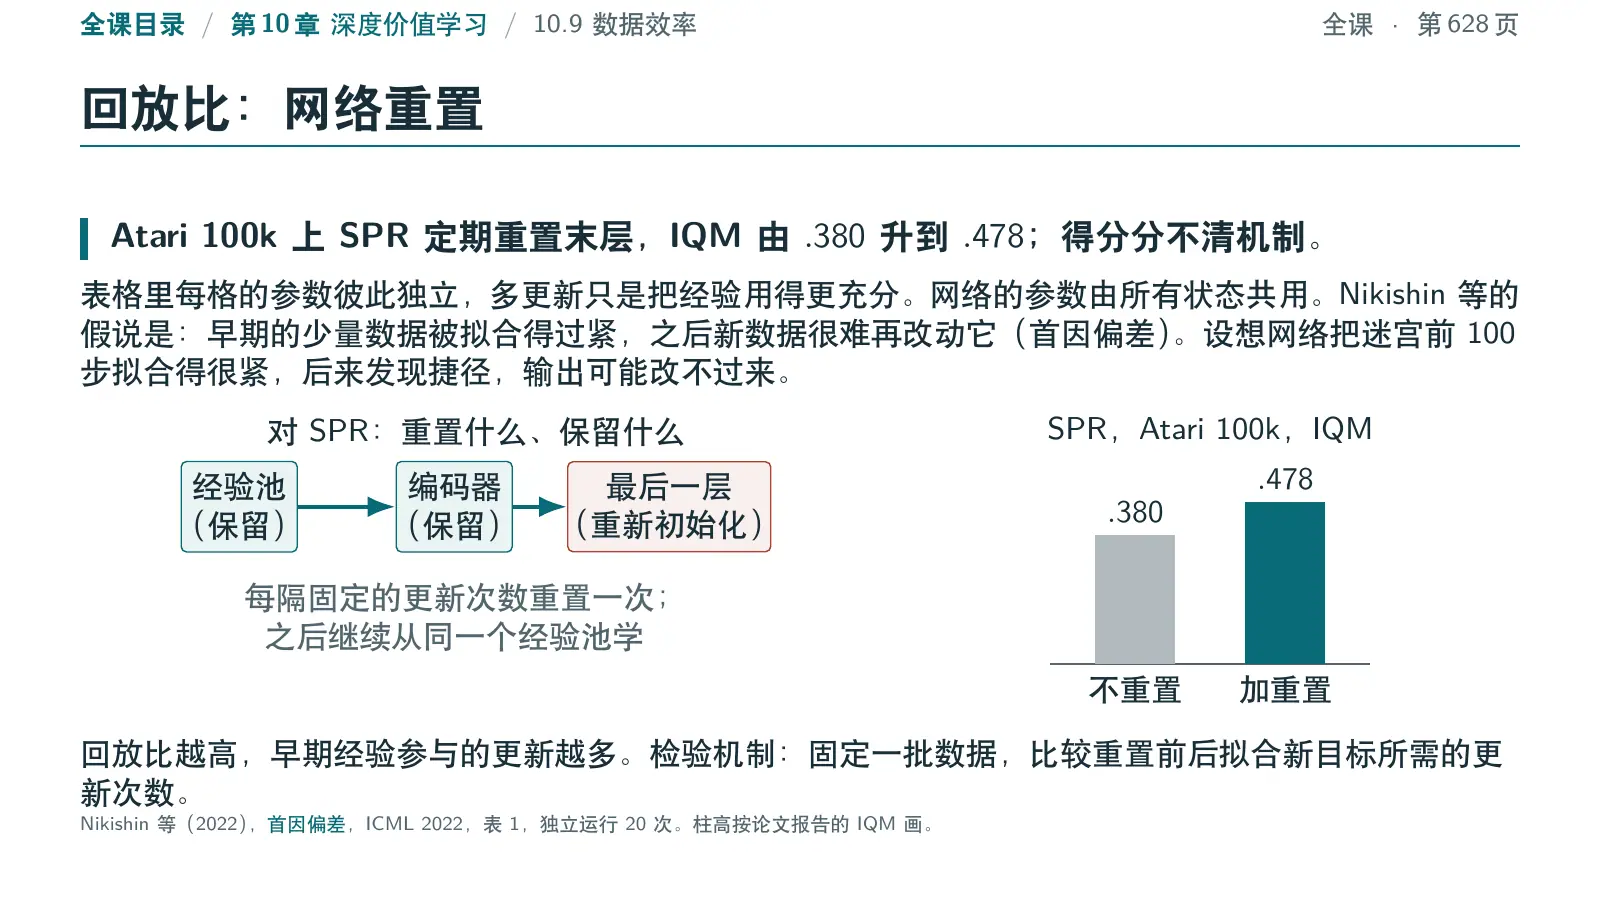 全课目录 / 第10章 深度价值学习 / 10.9 数据效率
全课 · 第628页
回放比：网络重置
Atari 100k 上 SPR 定期重置末层，IQM 由 .380 升到 .478；得分分不清机制。
表格里每格的参数彼此独立，多更新只是把经验用得更充分。网络的参数由所有状态共用。Nikishin 等的
假说是：早期的少量数据被拟合得过紧，之后新数据很难再改动它（首因偏差）。设想网络把迷宫前 100
步拟合得很紧，后来发现捷径，输出可能改不过来。
对 SPR：重置什么、保留什么
经验池
（保留）
编码器
（保留）
最后一层
（重新初始化）
每隔固定的更新次数重置一次；
之后继续从同一个经验池学
SPR，Atari 100k，IQM
.380
.478
不重置
加重置
回放比越高，早期经验参与的更新越多。检验机制：固定一批数据，比较重置前后拟合新目标所需的更
新次数。
Nikishin 等（2022），首因偏差，ICML 2022，表 1，独立运行 20 次。柱高按论文报告的 IQM 画。